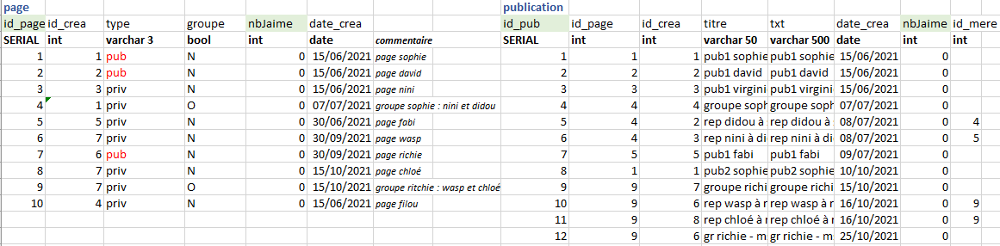 page publication
id_page id_crea type groupe nbJaime date_crea id_pub id_page id_crea titre txt date_crea nbJaime id_mere
SERIAL int varchar 3 bool int date commentaire SERIAL int int varchar 50 varchar 500 date int int
1 1 pub N 0 15/06/2021 page sophie 1 1 1 pub1 sophie pub1 sophie 15/06/2021 0
2 2 pub N 0 15/06/2021 page david 2 2 2 pub1 david pub1 david 15/06/2021 0
3 3 priv N 0 15/06/2021 page nini 3 3 3 pub1 virgini pub1 virgini 15/06/2021 0
4 1 priv O 0 07/07/2021 groupe sophie : nini et didou 4 4 4 groupe soph groupe soph 07/07/2021 0
5 5 priv N 0 30/06/2021 page fabi 5 4 2 rep didou à rep didou à 08/07/2021 0 4
6 7 priv N 0 30/09/2021 page wasp 6 4 3 rep nini à di rep nini à di 08/07/2021 0 5
7 6 pub N 0 30/09/2021 page richie 7 5 5 pub1 fabi pub1 fabi 09/07/2021 0
8 7 priv N 0 15/10/2021 page chloé 8 1 1 pub2 sophie pub2 sophie 10/10/2021 0
9 7 priv O 0 15/10/2021 groupe ritchie : wasp et chloé 9 9 7 groupe richi groupe richi 15/10/2021 0
10 4 priv N 0 15/06/2021 page filou 10 9 6 rep wasp à r rep wasp à r 16/10/2021 0 9
11 9 8 rep chloé à r rep chloé à r 16/10/2021 0 9
12 9 6 gr richie - m gr richie - m 25/10/2021 0